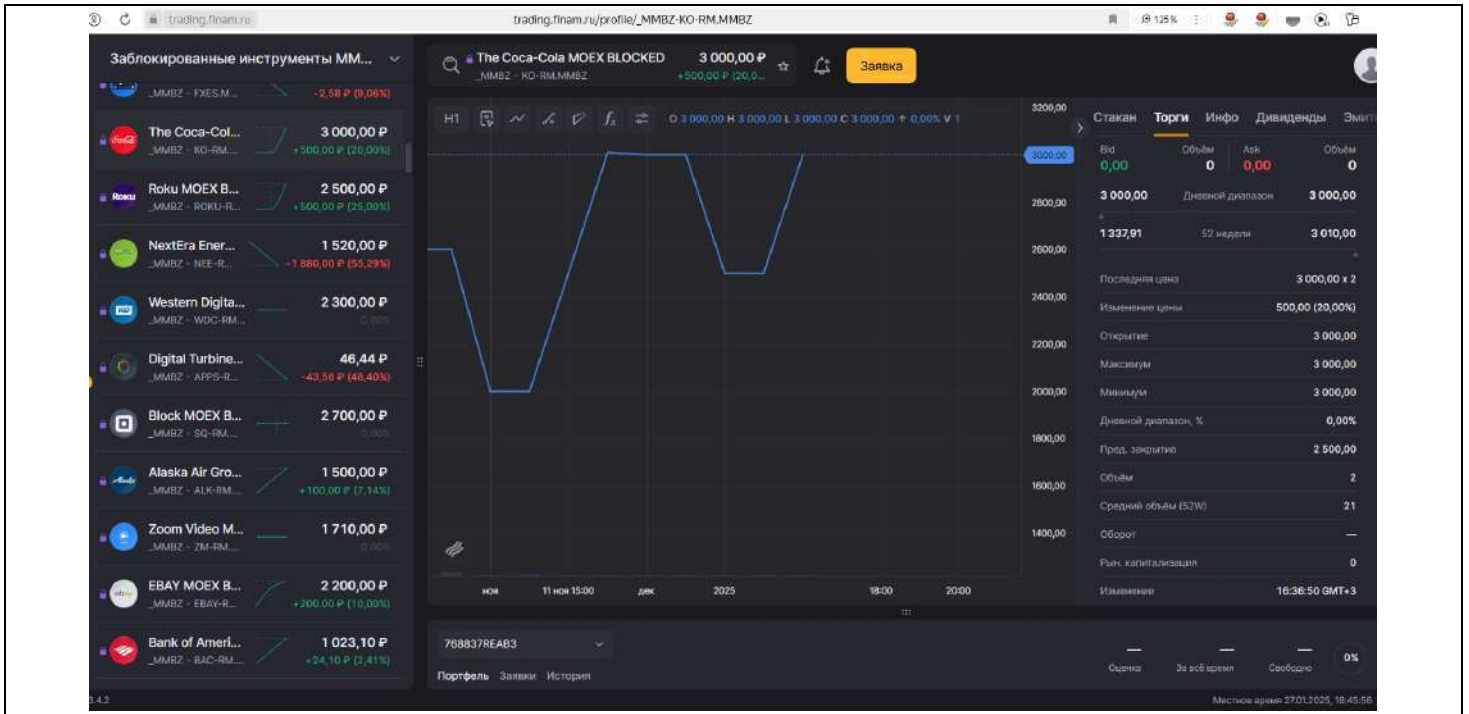 trading.finam.ru
trading.finam.ru/profile/_MMBZ-KO-RM.MMBZ
125%
Заблокированные инструменты MM...
_MMBZ - FXES.M...
-2,58 ₽ (9,06%)
The Coca-Col...
3 000,00 ₽
_MMBZ - KO-RM....
+500,00 ₽ (20,00%)
Roku MOEX B...
2 500,00 ₽
_MMBZ - ROKU-R...
+500,00 ₽ (25,00%)
NextEra Ener...
1 520,00 ₽
_MMBZ - NEE-R...
-1 880,00 ₽ (55,29%)
Western Digita...
2 300,00 ₽
_MMBZ - WDC-RM...
0,00%
Digital Turbine...
46,44 ₽
_MMBZ - APPS-R...
-43,56 ₽ (48,40%)
Block MOEX B...
2 700,00 ₽
_MMBZ - SQ-RM....
0,00%
Alaska Air Gro...
1 500,00 ₽
_MMBZ - ALK-RM....
+100,00 ₽ (7,14%)
Zoom Video M...
1 710,00 ₽
_MMBZ - ZM-RM....
0,00%
EBAY MOEX B...
2 200,00 ₽
_MMBZ - EBAY-R...
+200,00 ₽ (10,00%)
Bank of Ameri...
1 023,10 ₽
_MMBZ - BAC-RM....
+24,10 ₽ (2,41%)
3.4.2
The Coca-Cola MOEX BLOCKED
3 000,00 ₽
_MMBZ - KO-RM.MMBZ
+500,00 ₽ (20,0...
Заявка
H1
O 3 000,00 H 3 000,00 L 3 000,00 C 3 000,00 0,00% V 1
3200,00
3000,00
2800,00
2600,00
2400,00
2200,00
2000,00
1800,00
1600,00
1400,00
ноя
11 ноя 15:00
дек
2025
18:00
20:00
Стакан Торги Инфо Дивиденды Эмит
Bid Объём Ask Объём
0,00 0 0,00 0
3 000,00 Дневной диапазон 3 000,00
1 337,91 52 недели 3 010,00
Последняя цена 3 000,00 x 2
Изменение цены 500,00 (20,00%)
Открытие 3 000,00
Максимум 3 000,00
Минимум 3 000,00
Дневной диапазон, % 0,00%
Пред. закрытие 2 500,00
Объём 2
Средний объём (52W) 21
Оборот —
Рын. капитализация 0
Изменение 16:36:50 GMT+3
768837REAB3
Портфель Заявки История
— — —
Оценка За всё время Свободно
0%
Местное время 27.01.2025, 18:45:56